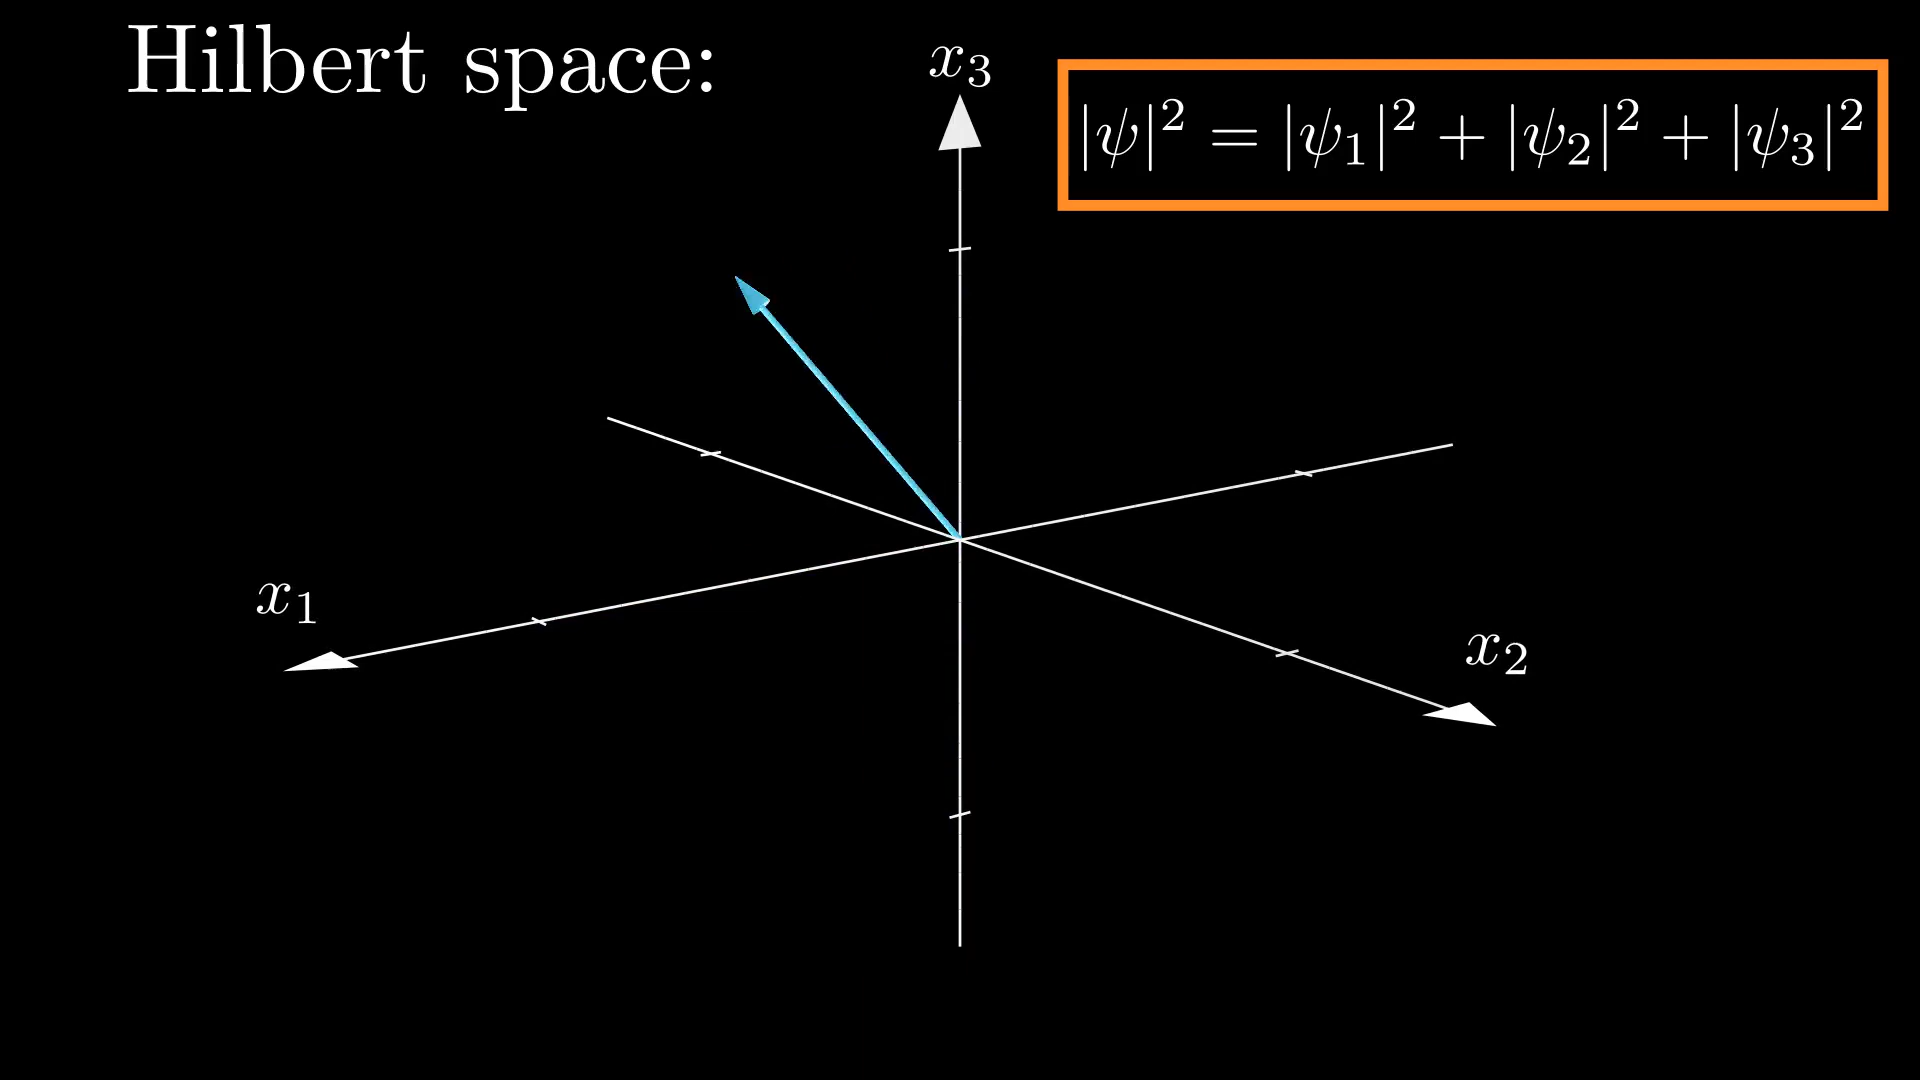 Hilbert space:
x₃
|ψ|² = |ψ₁|² + |ψ₂|² + |ψ₃|²
x₁
x₂